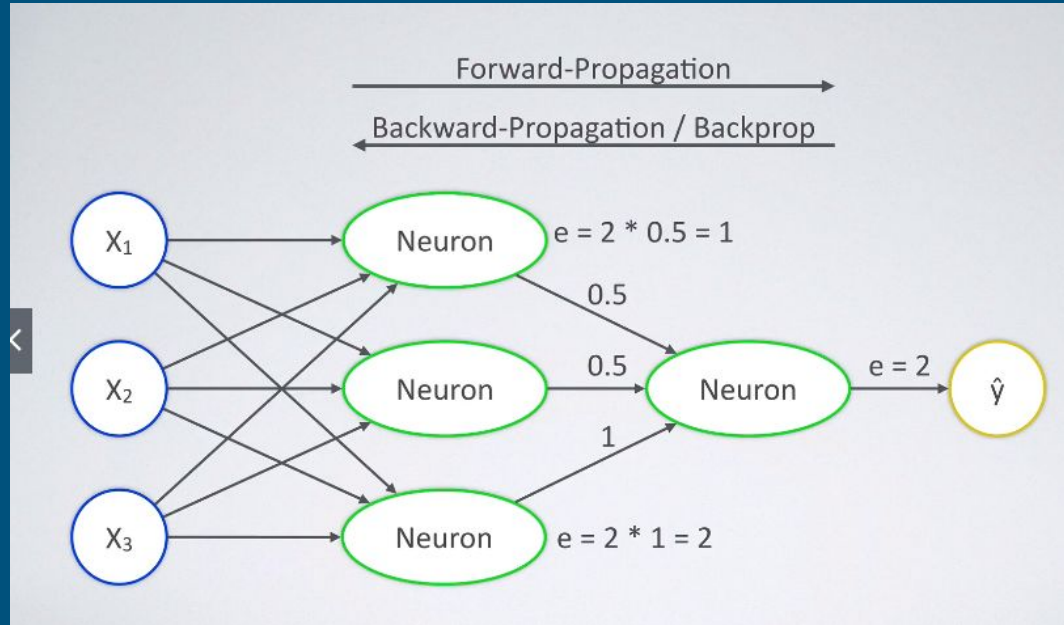 Forward-Propagation
Backward-Propagation / Backprop
X₁
Neuron
e = 2 * 0.5 = 1
0.5
X₂
Neuron
0.5
Neuron
e = 2
ŷ
1
X₃
Neuron
e = 2 * 1 = 2